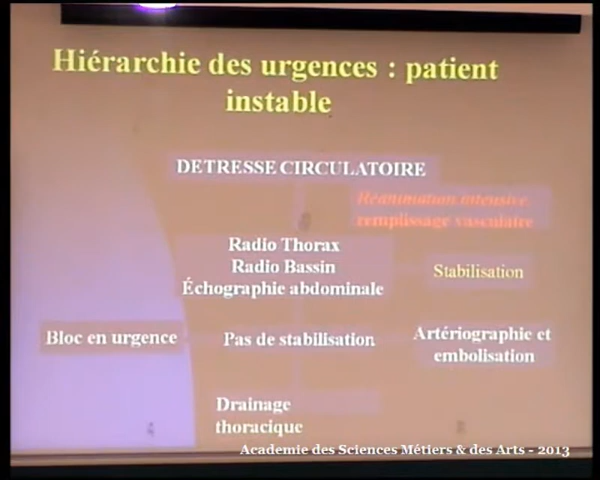 Hiérarchie des urgences : patient
instable
DETRESSE CIRCULATOIRE
Réanimation intensive
remplissage vasculaire
Radio Thorax
Radio Bassin
Échographie abdominale
Stabilisation
Bloc en urgence
Pas de stabilisation
Artériographie et
embolisation
Drainage
thoracique
Academie des Sciences Métiers & des Arts - 2013